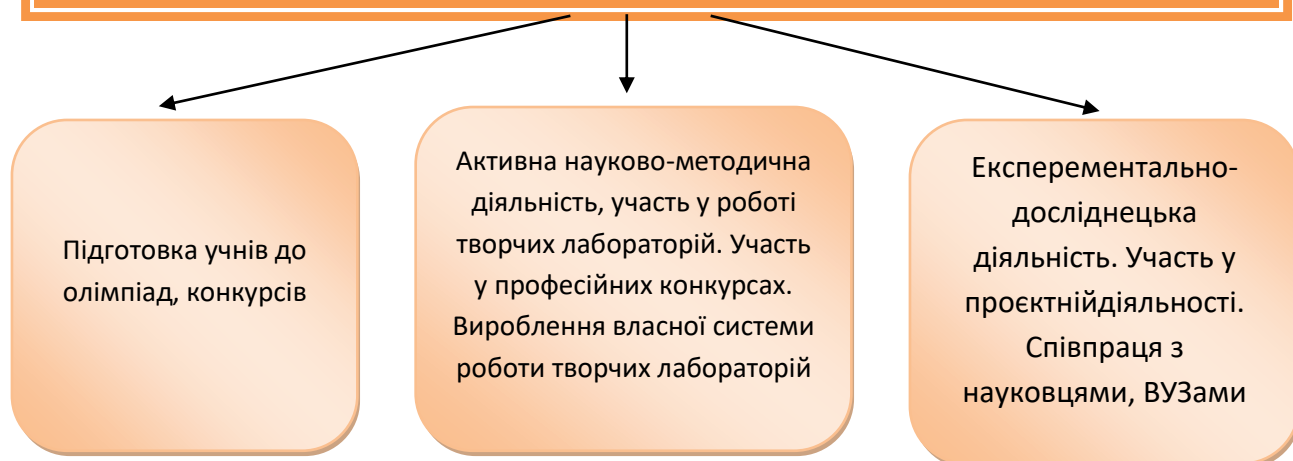 Підготовка учнів до
олімпіад, конкурсів
Активна науково-методична
діяльність, участь у роботі
творчих лабораторій. Участь
у професійних конкурсах.
Вироблення власної системи
роботи творчих лабораторій
Експерементально-
досліднецька
діяльність. Участь у
проєктнійдіяльності.
Співпраця з
науковцями, ВУЗами